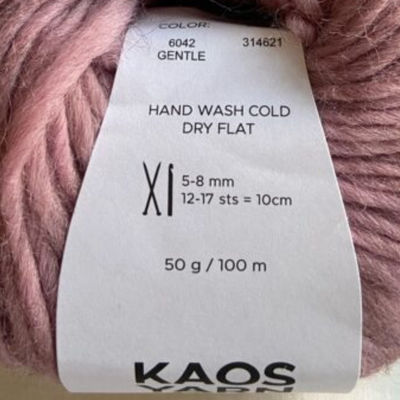 COLOR:
6042 314621
GENTLE
HAND WASH COLD
DRY FLAT
5-8 mm
12-17 sts = 10cm
50 g / 100 m
KAOS
YARN